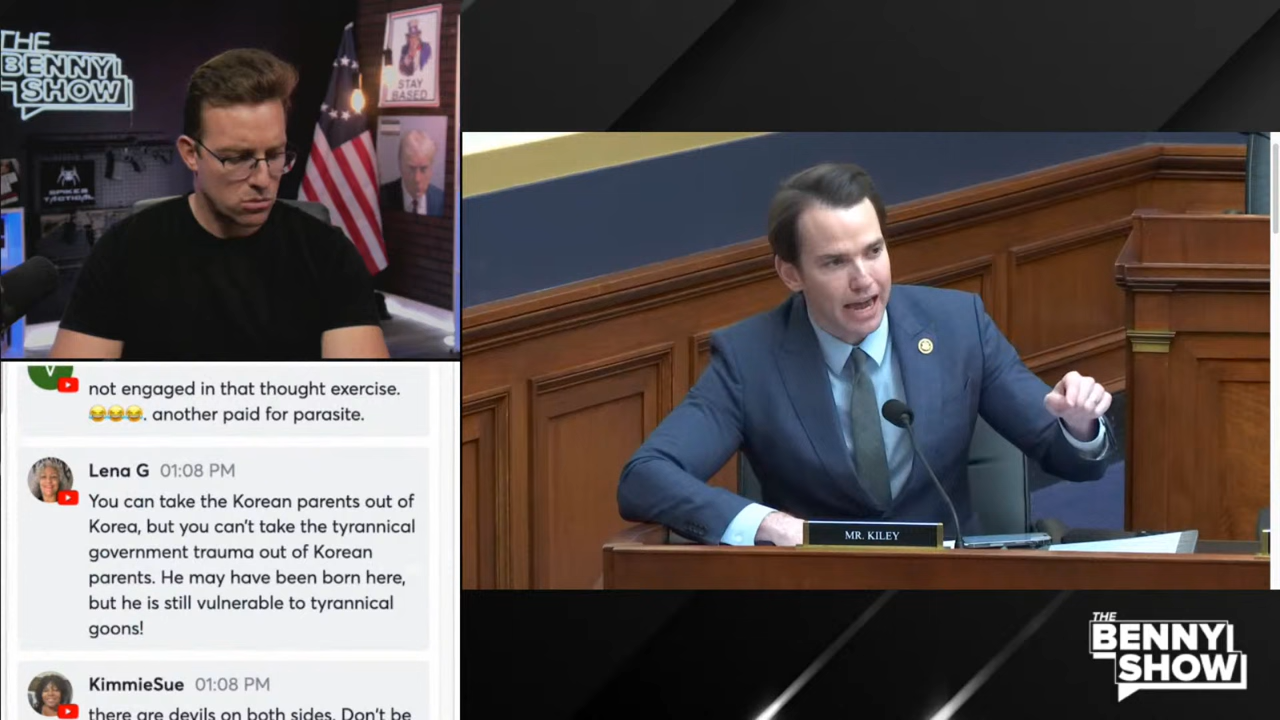 THE
BENNY
SHOW
STAY
BASED
SPIKES
TACTICAL
V
not engaged in that thought exercise.
😂😂😂. another paid for parasite.
Lena G 01:08 PM
You can take the Korean parents out of
Korea, but you can't take the tyrannical
government trauma out of Korean
parents. He may have been born here,
but he is still vulnerable to tyrannical
goons!
KimmieSue 01:08 PM
there are devils on both sides. Don't be
MR. KILEY
THE
BENNY
SHOW